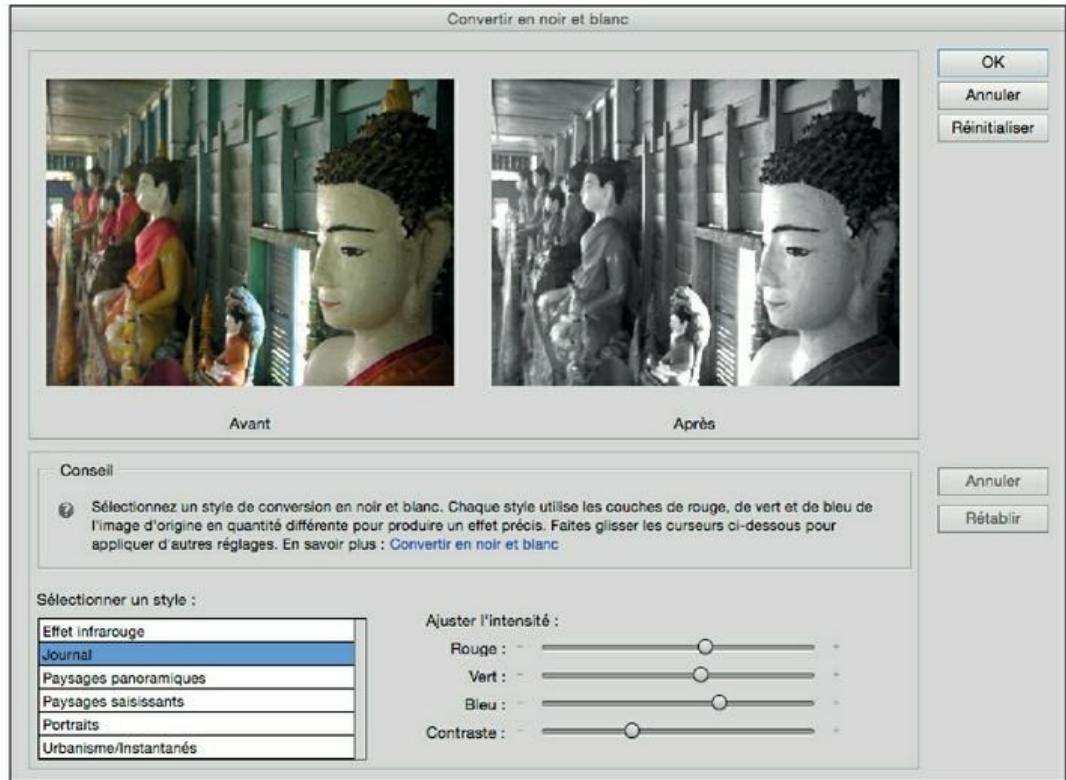 Convertir en noir et blanc
OK
Annuler
Réinitialiser
Avant
Après
Conseil
Sélectionnez un style de conversion en noir et blanc. Chaque style utilise les couches de rouge, de vert et de bleu de
l'image d'origine en quantité différente pour produire un effet précis. Faites glisser les curseurs ci-dessous pour
appliquer d'autres réglages. En savoir plus : Convertir en noir et blanc
Annuler
Rétablir
Sélectionner un style :
Effet infrarouge
Journal
Paysages panoramiques
Paysages saisissants
Portraits
Urbanisme/Instantanés
Ajuster l'intensité :
Rouge : - +
Vert : - +
Bleu : - +
Contraste : - +